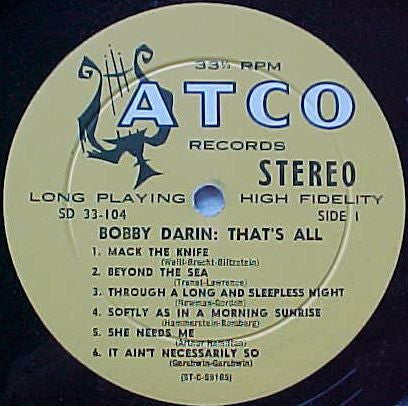 33⅓ RPM
ATCO
RECORDS
STEREO
LONG PLAYING HIGH FIDELITY
SD 33-104 SIDE 1
BOBBY DARIN: THAT'S ALL
1. MACK THE KNIFE
(Weill-Brecht-Blitzstein)
2. BEYOND THE SEA
(Trenet-Lawrence)
3. THROUGH A LONG AND SLEEPLESS NIGHT
(Newman-Gordon)
4. SOFTLY AS IN A MORNING SUNRISE
(Hammerstein-Romberg)
5. SHE NEEDS ME
(Arthur Hamilton)
6. IT AIN'T NECESSARILY SO
(Gershwin-Gershwin)
(ST-C-59185)